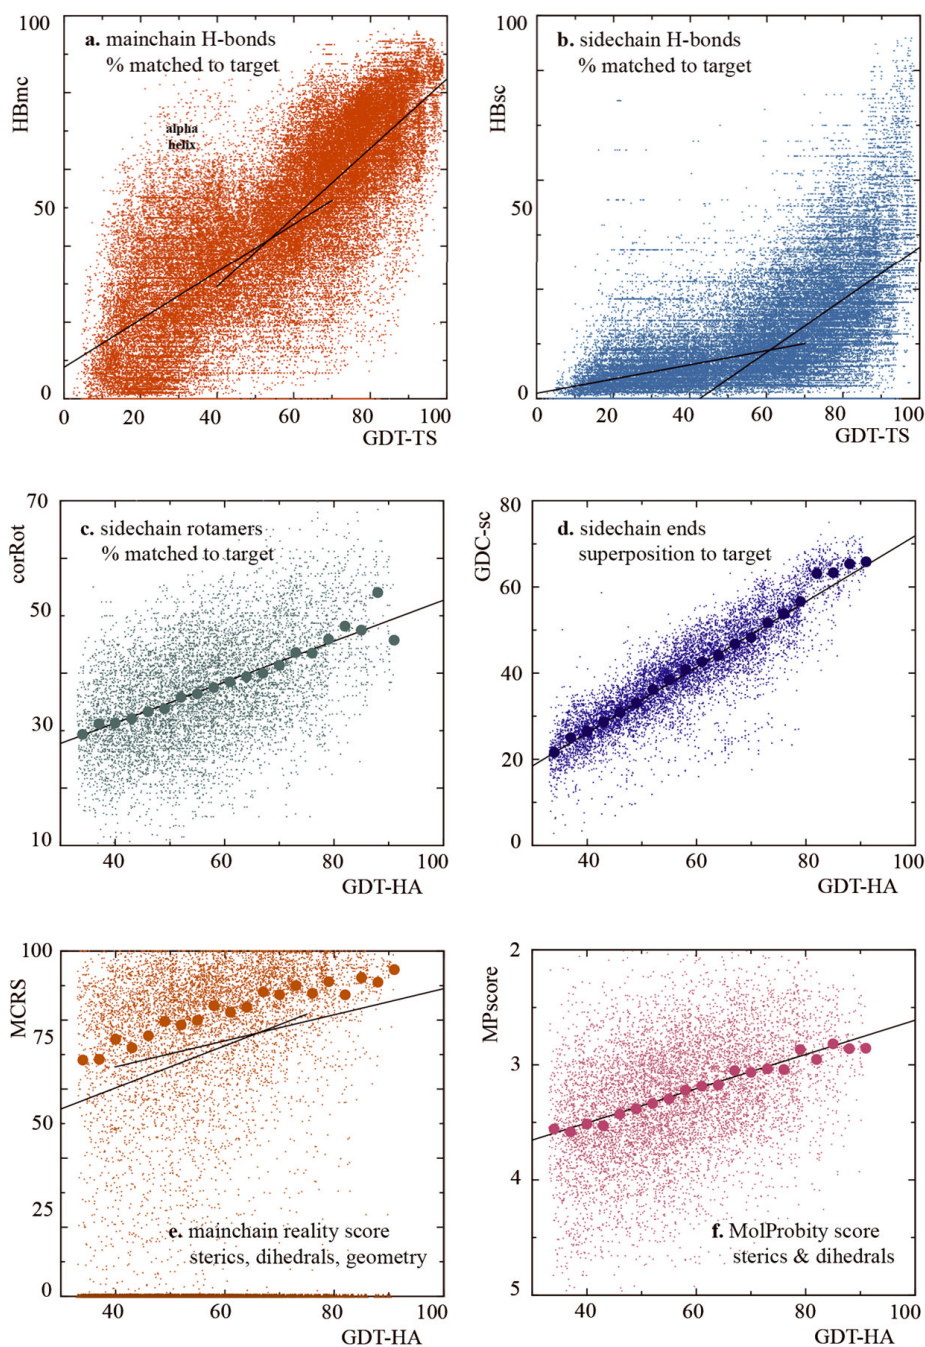 100
a. mainchain H-bonds
% matched to target
HBmc
alpha
helix
50
0
0 20 40 60 80 100
GDT-TS
100
b. sidechain H-bonds
% matched to target
HBsc
50
0
0 20 40 60 80 100
GDT-TS
70
c. sidechain rotamers
% matched to target
corRot
50
30
10
40 60 80 100
GDT-HA
80
d. sidechain ends
superposition to target
GDC-sc
60
40
20
0
40 60 80 100
GDT-HA
100
MCRS
75
50
25
e. mainchain reality score
sterics, dihedrals, geometry
0
40 60 80 100
GDT-HA
2
MPscore
3
4
f. MolProbity score
sterics & dihedrals
5
40 60 80 100
GDT-HA